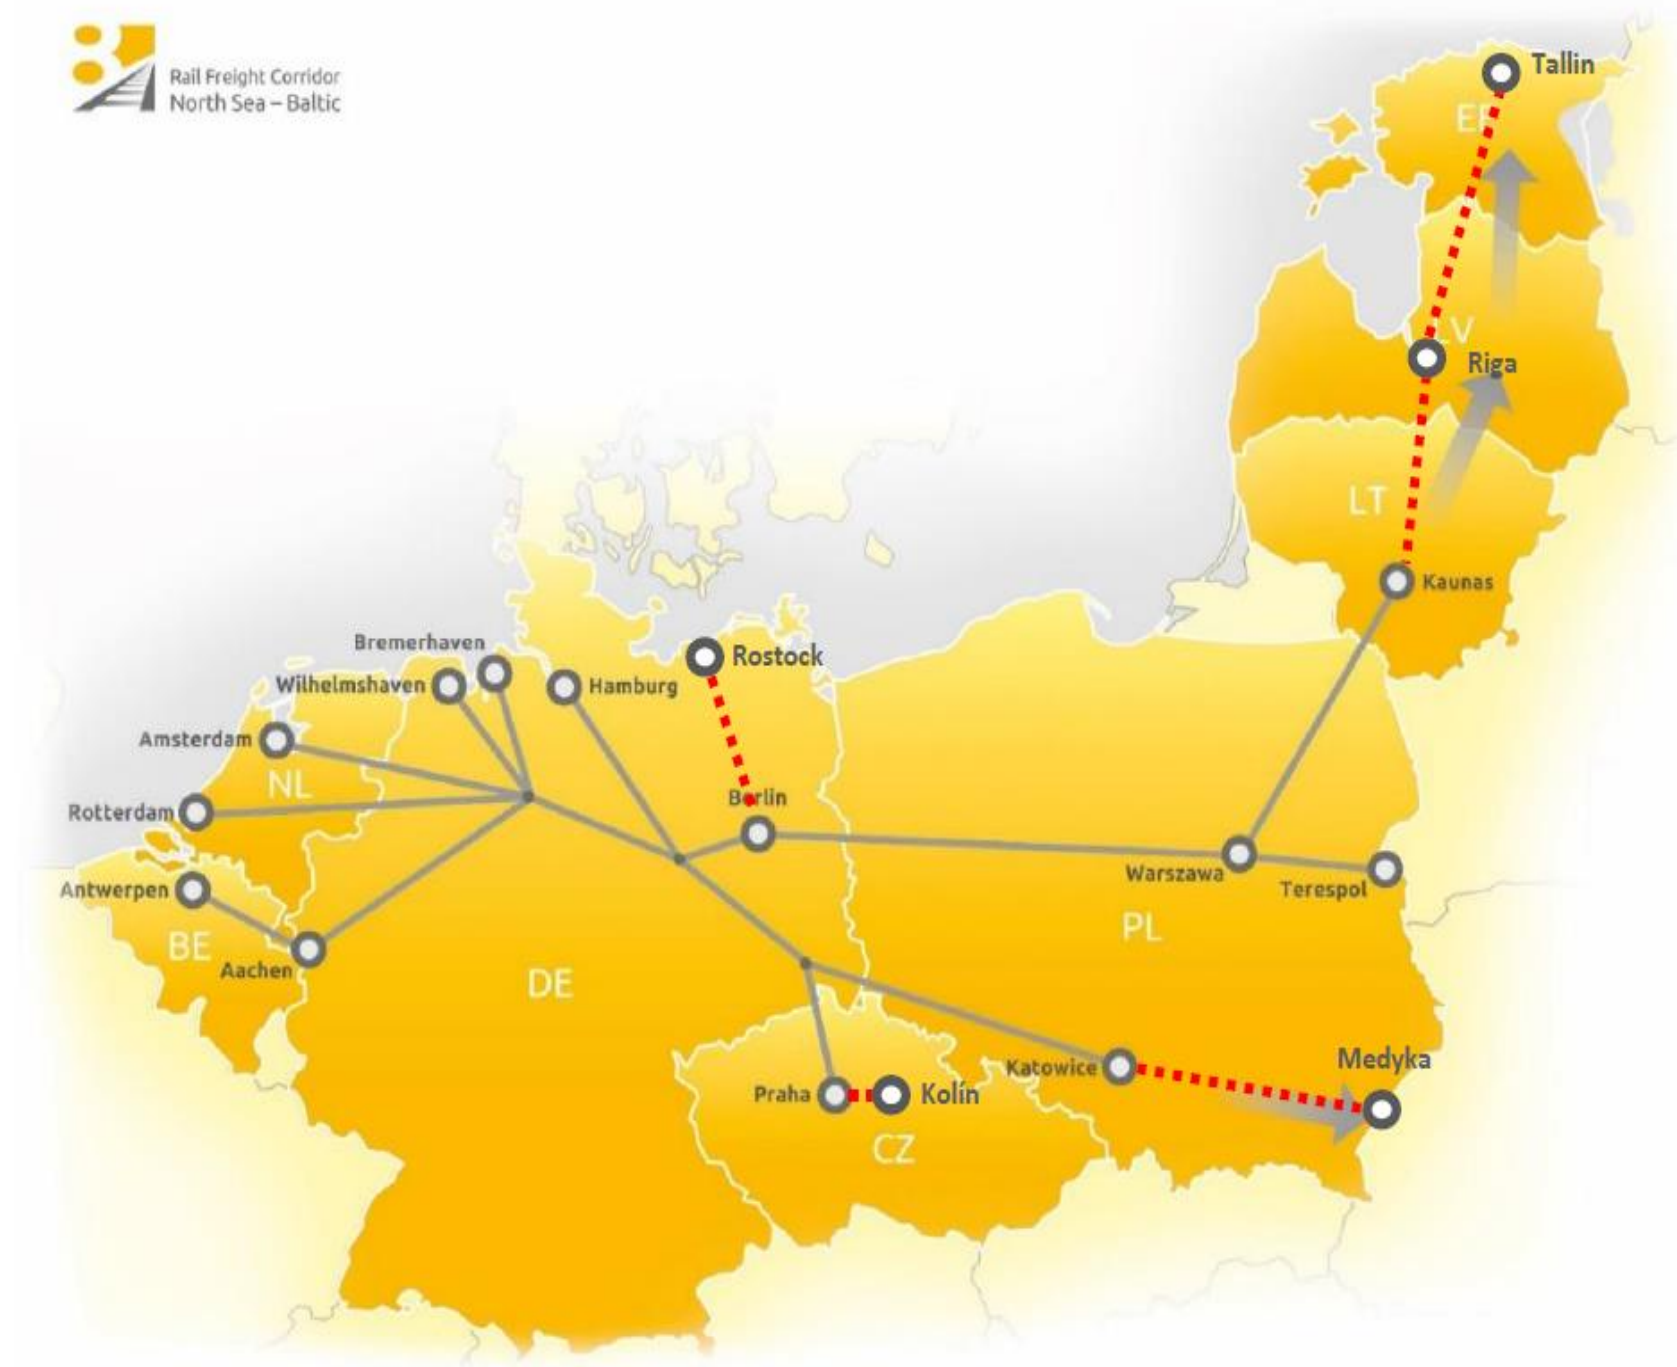 8
Rail Freight Corridor
North Sea – Baltic
Tallin
EE
LV
Riga
LT
Kaunas
Bremerhaven
Wilhelmshaven
Hamburg
Rostock
Amsterdam
NL
Rotterdam
Berlin
Antwerpen
BE
Aachen
DE
Warszawa
Terespol
PL
Katowice
Medyka
Praha
Kolín
CZ